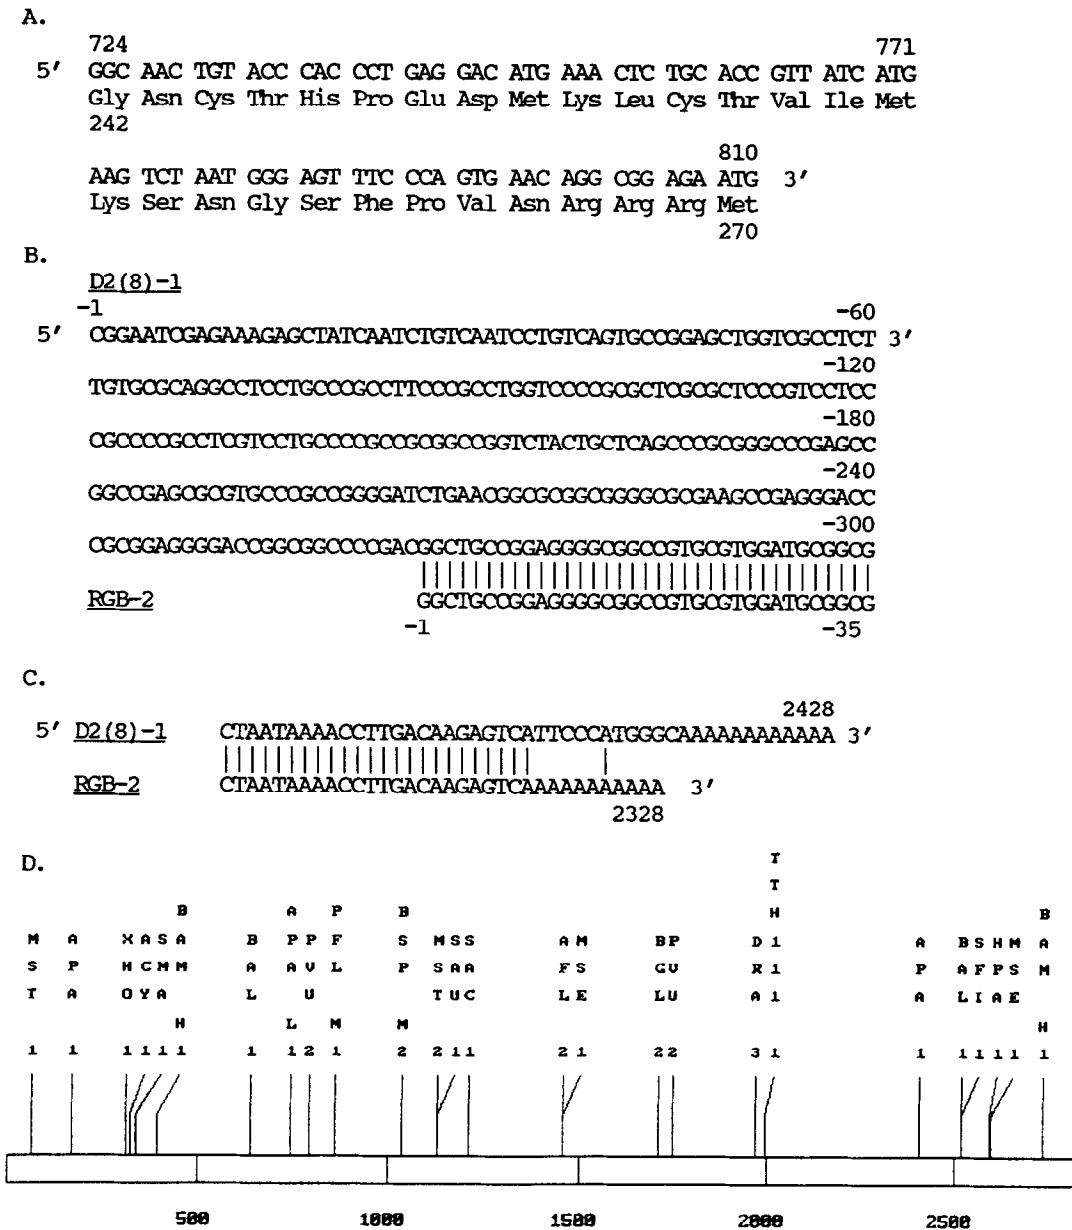 A.
724 771
5′ GGC AAC TGT ACC CAC CCT GAG GAC ATG AAA CTC TGC ACC GTT ATC ATG
Gly Asn Cys Thr His Pro Glu Asp Met Lys Leu Cys Thr Val Ile Met
242
810
AAG TCT AAT GGG AGT TTC CCA GTG AAC AGG CGG AGA ATG 3′
Lys Ser Asn Gly Ser Phe Pro Val Asn Arg Arg Arg Met
270
B.
D2(8)-1
-1 -60
5′ CGGAATCGAGAAAGAGCTATCAATCTGTCAATCCTGTCAGTGCCGGAGCTGGTCGCCTCT 3′
-120
TGTGCGCAGGCCTCCTGCCCGCCTTCCCGCCTGGTCCCCGCGCTCGCGCTCCCGTCCTCC
-180
CGCCCCGCCTCGTCCTGCCCCGCCGCGGCCGGTCTACTGCTCAGCCCGCGGGCCCGAGCC
-240
GGCCGAGCGCGTGCCCGCCGGGGATCTGAACGGCGCGGCGGGGCGCGAAGCCGAGGGACC
-300
CGCGGAGGGGACCGGCGGCCCCGACGGCTGCCGGAGGGGCGGCCGTGCGTGGATGCGGCG
RGB-2 GGCTGCCGGAGGGGCGGCCGTGCGTGGATGCGGCG
-1 -35
C.
2428
5′ D2(8)-1 CTAATAAAACCTTGACAAGAGTCATTCCCATGGGCAAAAAAAAAAAA 3′
RGB-2 CTAATAAAACCTTGACAAGAGTCAAAAAAAAAAA 3′
2328
D.
T
T
B A P B H B
M A X A S A B P P F S M S S A M B P D 1 A B S H M A
S P H C M M A A V L P S A A F S G V R 1 P A F P S M
T A O Y A L U T U C L E L U A 1 A L I A E
H L M M H
1 1 1 1 1 1 1 1 2 1 2 2 1 1 2 1 2 2 3 1 1 1 1 1 1 1
500 1000 1500 2000 2500